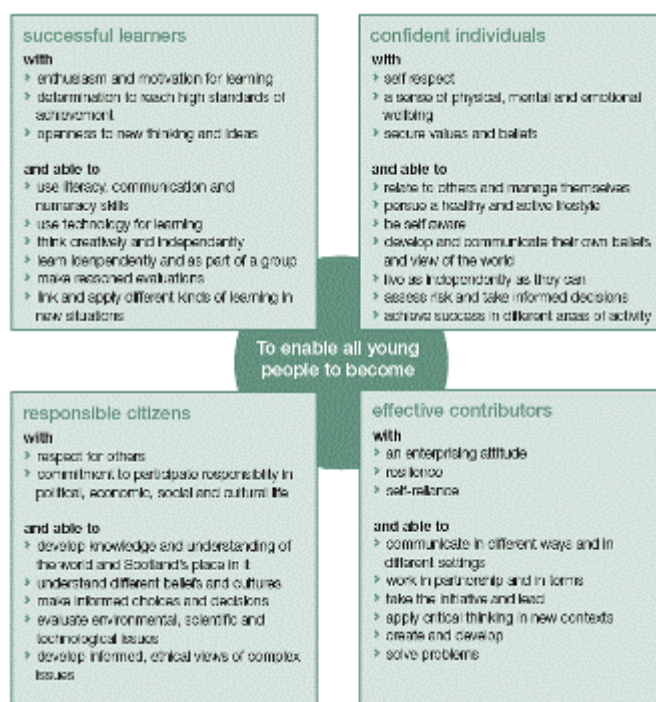 successful learners
with
› enthusiasm and motivation for learning
› determination to reach high standards of
achievement
› openness to new thinking and ideas
and able to
› use literacy, communication and
numeracy skills
› use technology for learning
› think creatively and independently
› learn idenpendently and as part of a group
› make reasoned evaluations
› link and apply different kinds of learning in
new situations
confident individuals
with
› self respect
› a sense of physical, mental and emotional
wellbing
› secure values and beliefs
and able to
› relate to others and manage themselves
› persue a healthy and active lifestyle
› be self aware
› develop and communicate their own beliefs
and view of the world
› live as independently as they can
› assess risk and take informed decisions
› achieve success in different areas of activity
To enable all young
people to become
responsible citizens
with
› respect for others
› commitment to participate responsiblity in
political, economic, social and cultural life
and able to
› develop knowledge and understanding of
the world and Scotland's place in it
› understand different beliefs and cultures
› make informed choices and decisions
› evaluate environmental, scientific and
technological issues
› develop informed, ethical views of complex
issues
effective contributors
with
› an enterprising attitude
› resilience
› self-reliance
and able to
› communicate in different ways and in
different settings
› work in partnership and in terms
› take the initiative and lead
› apply critical thinking in new contexts
› create and develop
› solve problems